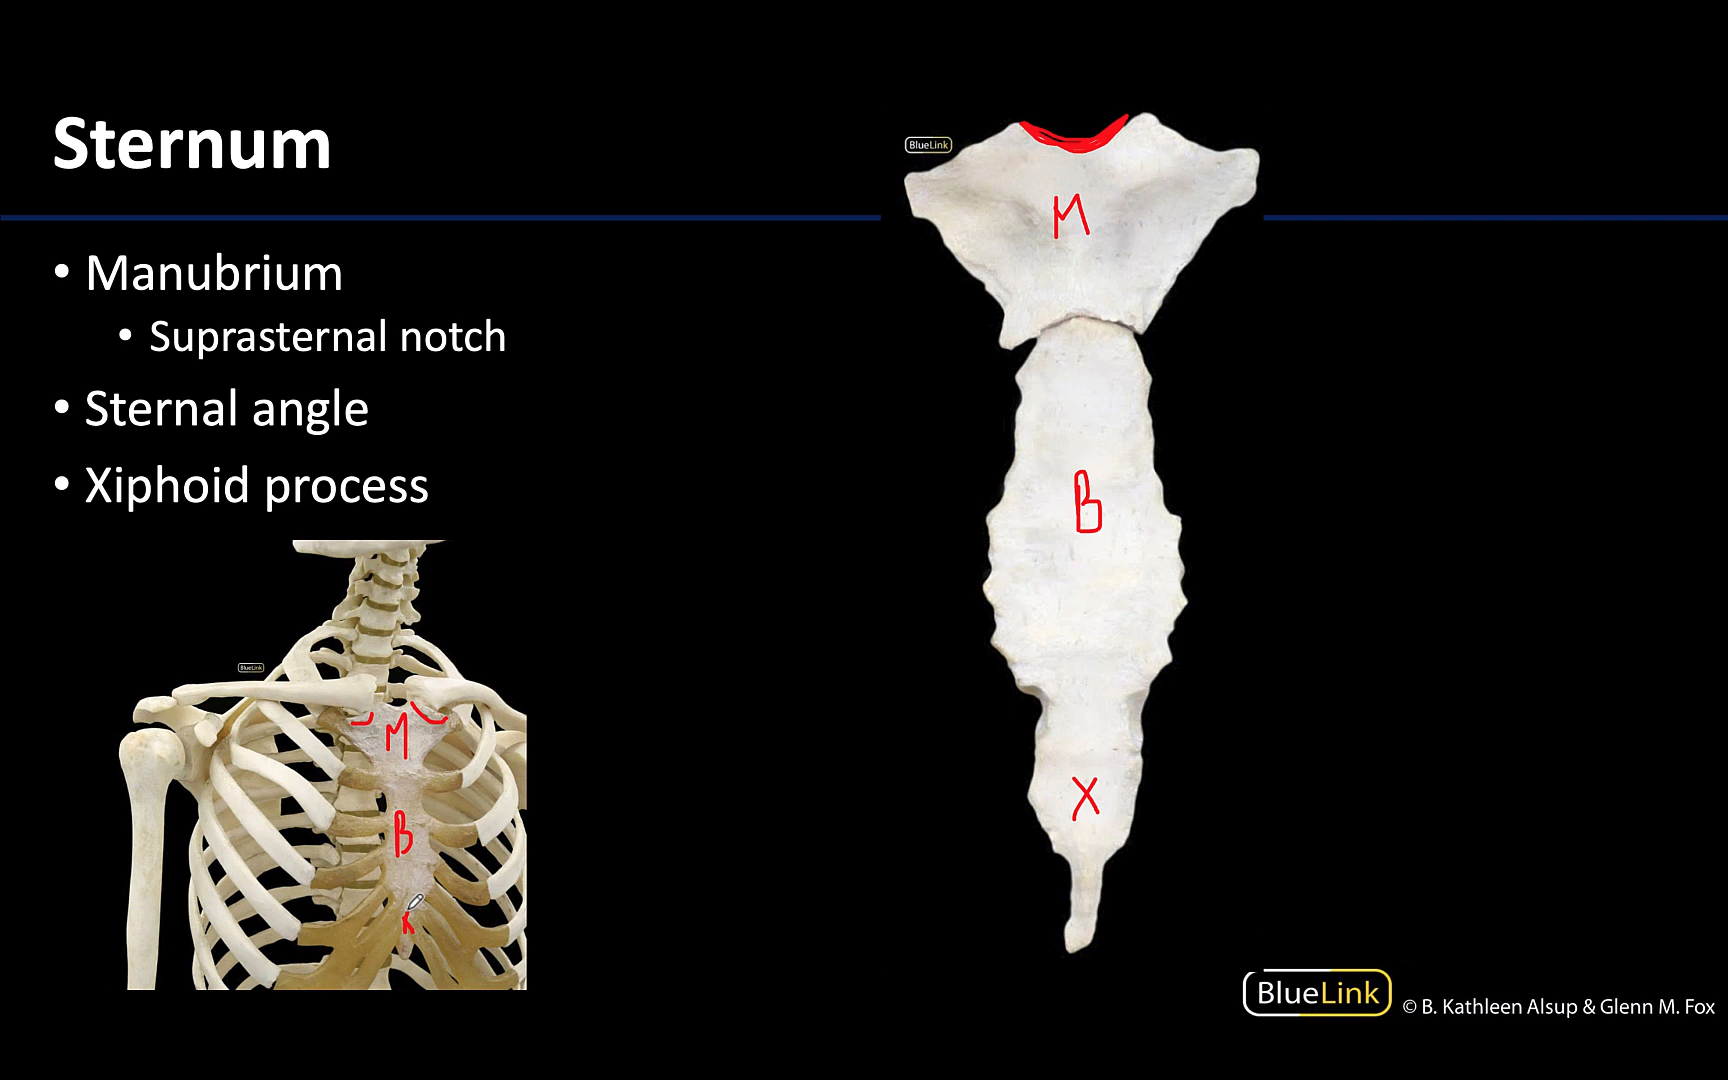 Sternum
• Manubrium
• Suprasternal notch
• Sternal angle
• Xiphoid process
BlueLink
M
B
X
BlueLink
M
B
X
BlueLink
© B. Kathleen Alsup & Glenn M. Fox